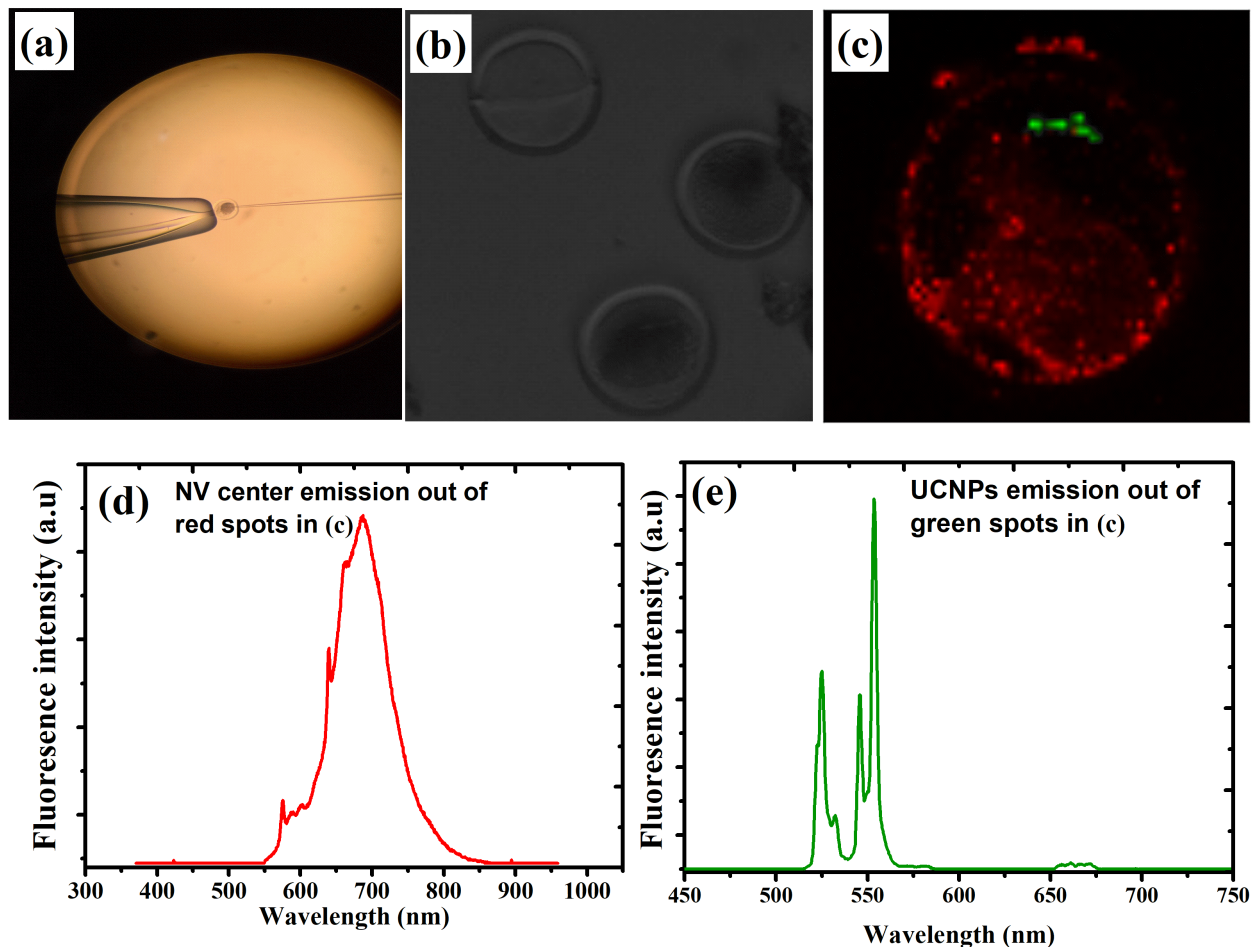 (a)
(b)
(c)
(d)
NV center emission out of
red spots in (c)
Fluoresence intensity (a.u)
300 400 500 600 700 800 900 1000
Wavelength (nm)
(e)
UCNPs emission out of
green spots in (c)
Fluoresence intensity (a.u)
450 500 550 600 650 700 750
Wavelength (nm)